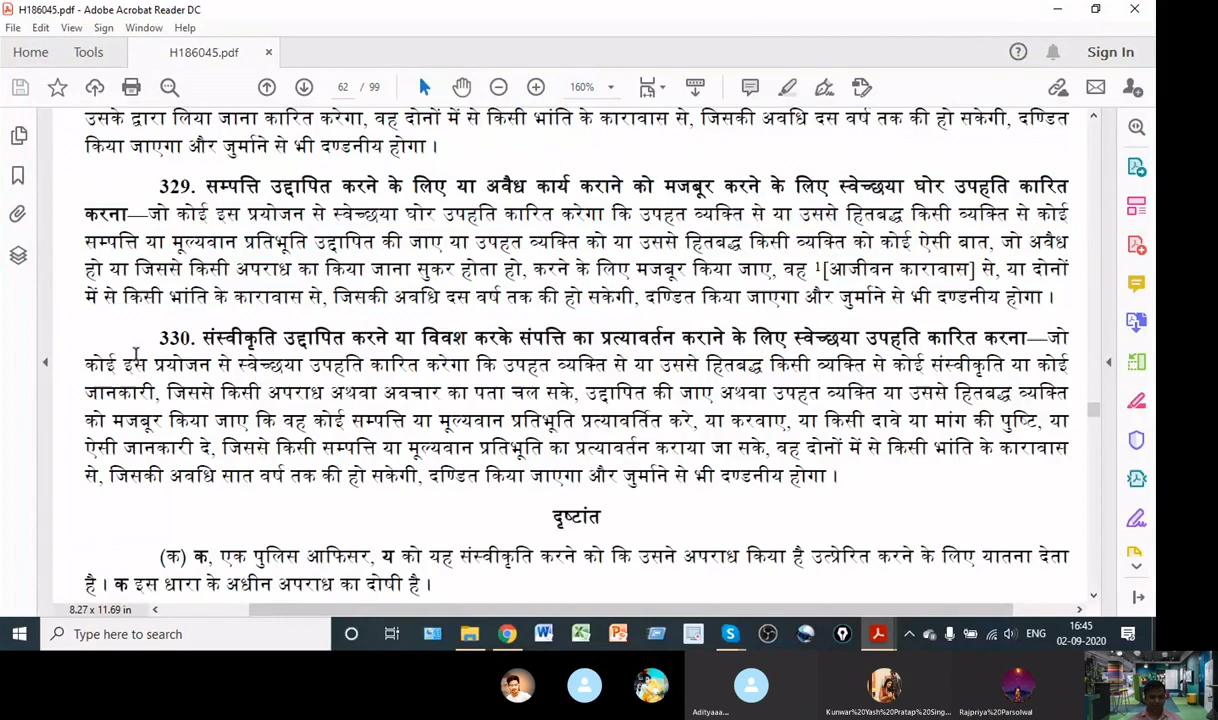 H186045.pdf - Adobe Acrobat Reader DC
File Edit View Sign Window Help
Home Tools H186045.pdf × Sign In
62 / 99 160%
उसके द्वारा लिया जाना कारित करेगा, वह दोनों में से किसी भांति के कारावास से, जिसकी अवधि दस वर्ष तक की हो सकेगी, दण्डित
किया जाएगा और जुर्माने से भी दण्डनीय होगा ।
329. सम्पत्ति उद्दापित करने के लिए या अवैध कार्य कराने को मजबूर करने के लिए स्वेच्छया घोर उपहति कारित
करना—जो कोई इस प्रयोजन से स्वेच्छया घोर उपहति कारित करेगा कि उपहत व्यक्ति से या उससे हितबद्ध किसी व्यक्ति से कोई
सम्पत्ति या मूल्यवान प्रतिभूति उद्दापित की जाए या उपहत व्यक्ति को या उससे हितबद्ध किसी व्यक्ति को कोई ऐसी बात, जो अवैध
हो या जिससे किसी अपराध का किया जाना सुकर होता हो, करने के लिए मजबूर किया जाए, वह ¹[आजीवन कारावास] से, या दोनों
में से किसी भांति के कारावास से, जिसकी अवधि दस वर्ष तक की हो सकेगी, दण्डित किया जाएगा और जुर्माने से भी दण्डनीय होगा ।
330. संस्वीकृति उद्दापित करने या विवश करके संपत्ति का प्रत्यावर्तन कराने के लिए स्वेच्छया उपहति कारित करना—जो
कोई इस प्रयोजन से स्वेच्छया उपहति कारित करेगा कि उपहत व्यक्ति से या उससे हितबद्ध किसी व्यक्ति से कोई संस्वीकृति या कोई
जानकारी, जिससे किसी अपराध अथवा अवचार का पता चल सके, उद्दापित की जाए अथवा उपहत व्यक्ति या उससे हितबद्ध व्यक्ति
को मजबूर किया जाए कि वह कोई सम्पत्ति या मूल्यवान प्रतिभूति प्रत्यावर्तित करे, या करवाए, या किसी दावे या मांग की पुष्टि, या
ऐसी जानकारी दे, जिससे किसी सम्पत्ति या मूल्यवान प्रतिभूति का प्रत्यावर्तन कराया जा सके, वह दोनों में से किसी भांति के कारावास
से, जिसकी अवधि सात वर्ष तक की हो सकेगी, दण्डित किया जाएगा और जुर्माने से भी दण्डनीय होगा ।
दृष्टांत
(क) क, एक पुलिस आफिसर, य को यह संस्वीकृति करने को कि उसने अपराध किया है उत्प्रेरित करने के लिए यातना देता
है। क इस धारा के अधीन अपराध का दोषी है।
8.27 x 11.69 in
Type here to search ENG 16:45
02-09-2020
Adityaaa... Kunwar%20Yash%20Pratap%20Sing... Rajpriya%20Parsolwal